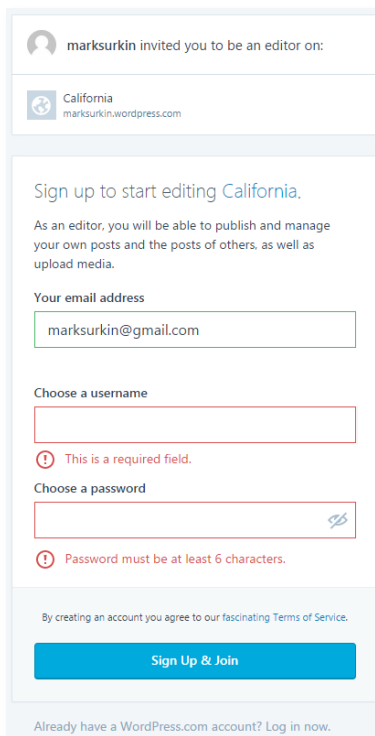 marksurkin invited you to be an editor on:
California
marksurkin.wordpress.com
Sign up to start editing California.
As an editor, you will be able to publish and manage
your own posts and the posts of others, as well as
upload media.
Your email address
marksurkin@gmail.com
Choose a username
This is a required field.
Choose a password
Password must be at least 6 characters.
By creating an account you agree to our fascinating Terms of Service.
Sign Up & Join
Already have a WordPress.com account? Log in now.